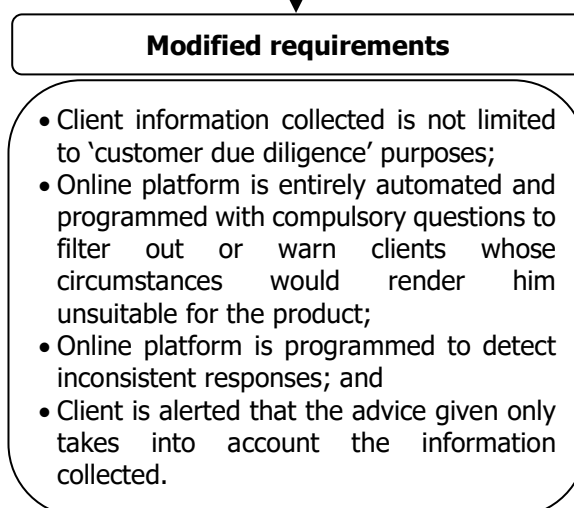 Modified requirements
• Client information collected is not limited
to ‘customer due diligence’ purposes;
• Online platform is entirely automated and
programmed with compulsory questions to
filter out or warn clients whose
circumstances would render him
unsuitable for the product;
• Online platform is programmed to detect
inconsistent responses; and
• Client is alerted that the advice given only
takes into account the information
collected.